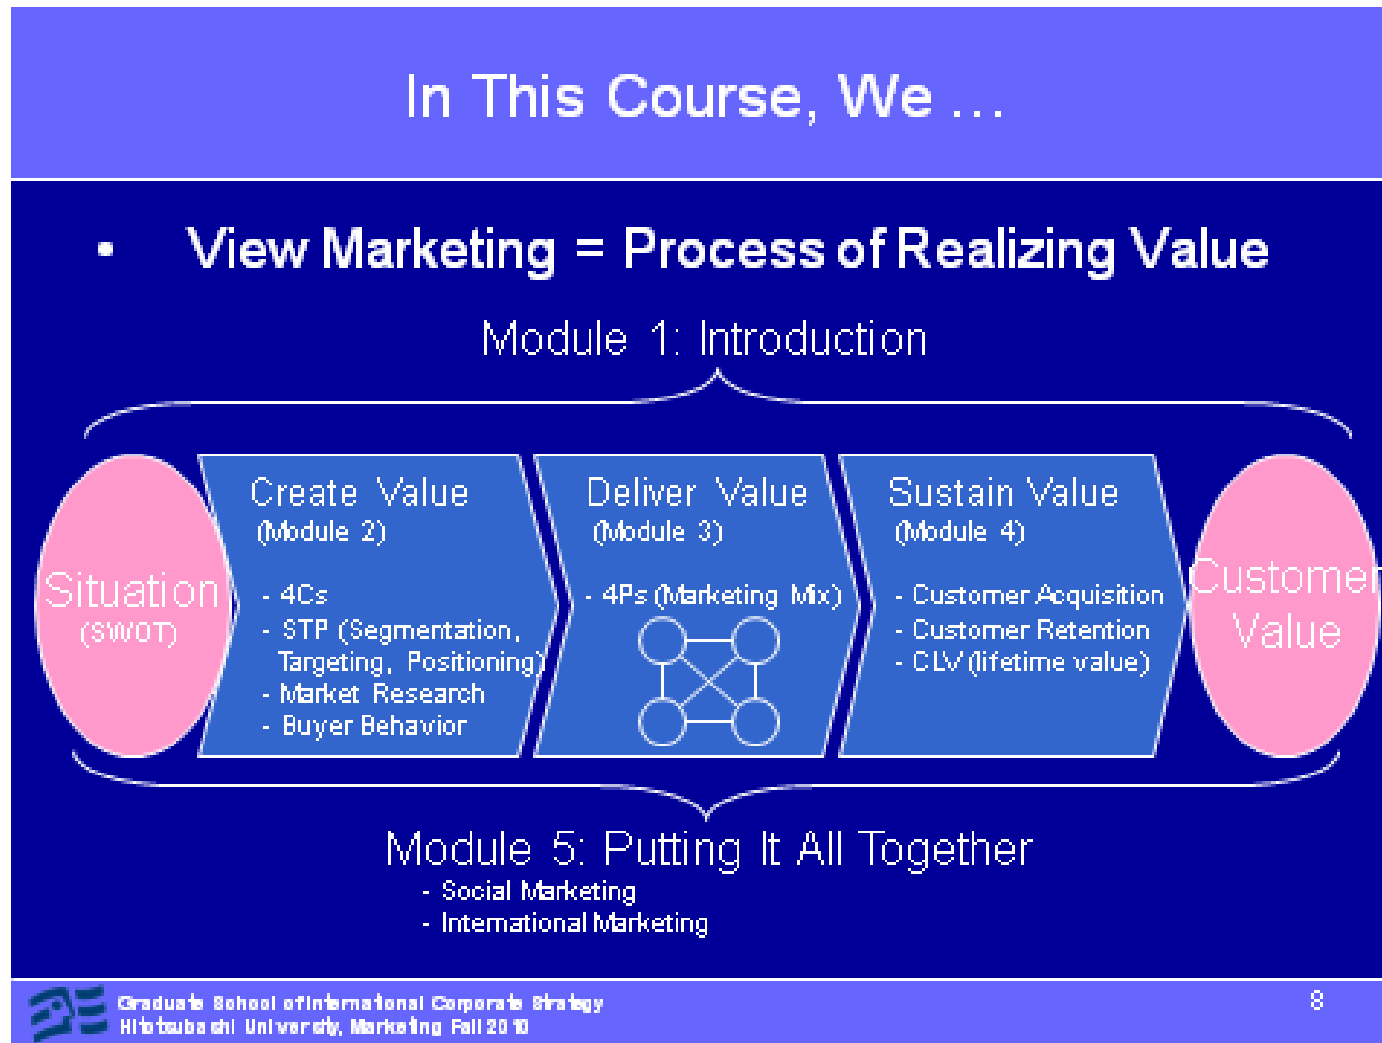 In This Course, We ...
• View Marketing = Process of Realizing Value
Module 1: Introduction
Situation
(SWOT)
Create Value
(Module 2)
- 4Cs
- STP (Segmentation,
Targeting, Positioning)
- Market Research
- Buyer Behavior
Deliver Value
(Module 3)
- 4Ps (Marketing Mix)
Sustain Value
(Module 4)
- Customer Acquisition
- Customer Retention
- CLV (lifetime value)
Customer
Value
Module 5: Putting It All Together
- Social Marketing
- International Marketing
Graduate School of International Corporate Strategy
Hitotsubashi University, Marketing Fall 2010
8